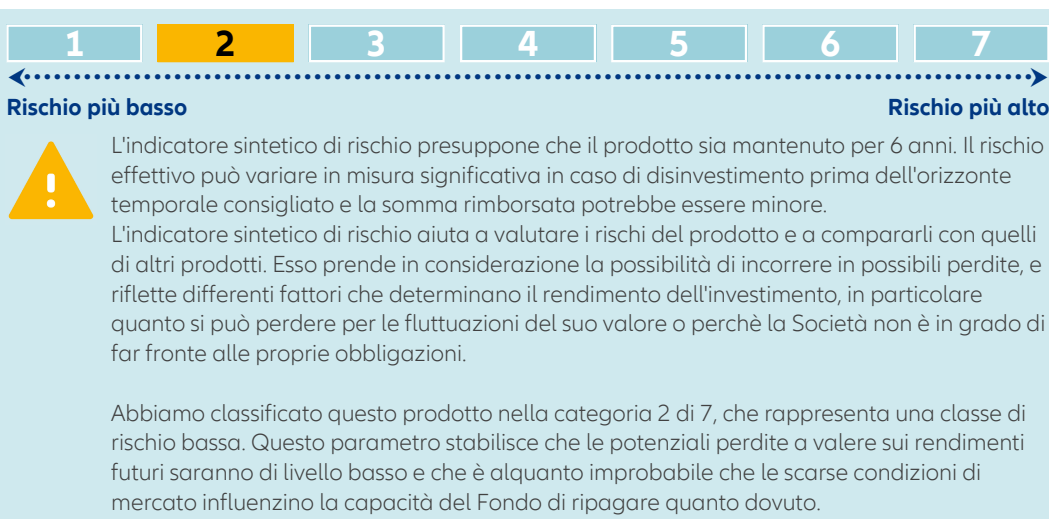 1 2 3 4 5 6 7
Rischio più basso Rischio più alto
L'indicatore sintetico di rischio presuppone che il prodotto sia mantenuto per 6 anni. Il rischio
effettivo può variare in misura significativa in caso di disinvestimento prima dell'orizzonte
temporale consigliato e la somma rimborsata potrebbe essere minore.
L'indicatore sintetico di rischio aiuta a valutare i rischi del prodotto e a compararli con quelli
di altri prodotti. Esso prende in considerazione la possibilità di incorrere in possibili perdite, e
riflette differenti fattori che determinano il rendimento dell'investimento, in particolare
quanto si può perdere per le fluttuazioni del suo valore o perchè la Società non è in grado di
far fronte alle proprie obbligazioni.
Abbiamo classificato questo prodotto nella categoria 2 di 7, che rappresenta una classe di
rischio bassa. Questo parametro stabilisce che le potenziali perdite a valere sui rendimenti
futuri saranno di livello basso e che è alquanto improbabile che le scarse condizioni di
mercato influenzino la capacità del Fondo di ripagare quanto dovuto.